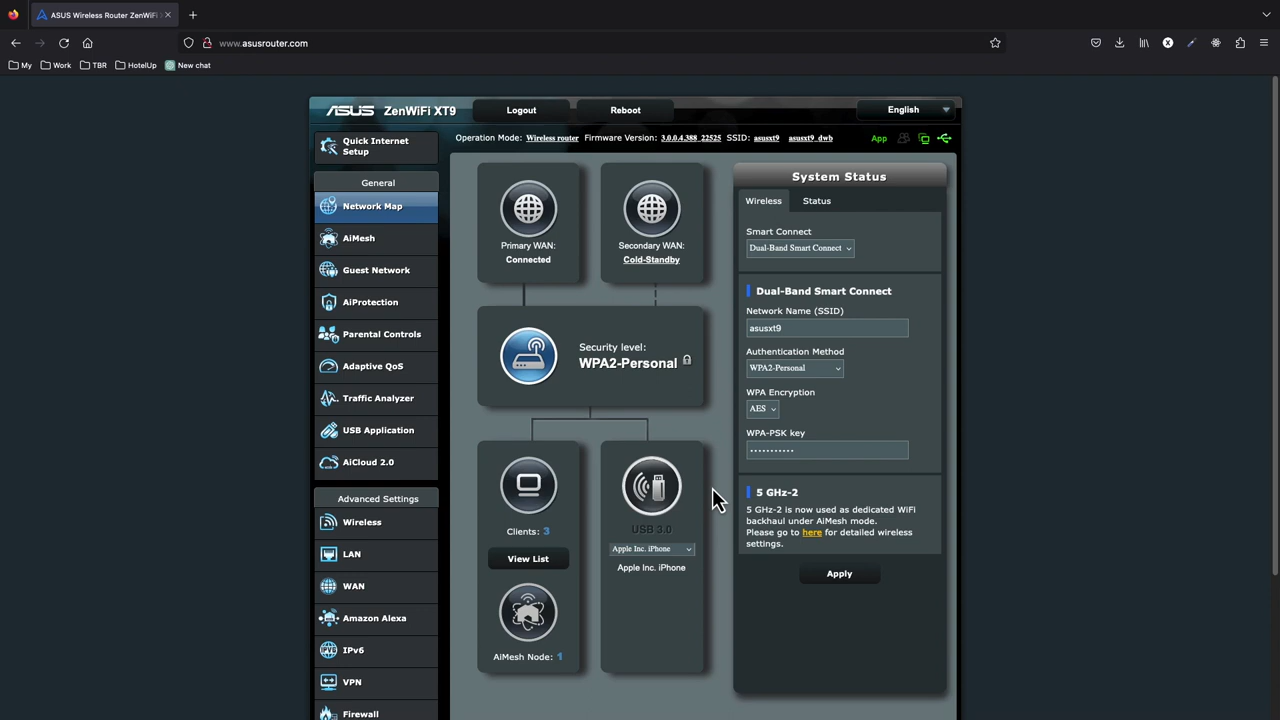 ASUS Wireless Router ZenWiFi X
www.asusrouter.com
My
Work
TBR
HotelUp
New chat
ASUS ZenWiFi XT9
Logout
Reboot
English
Quick Internet
Setup
Operation Mode: Wireless router Firmware Version: 3.0.0.4.388_22525 SSID: asusxt9 asusxt9_dwb
App
General
Network Map
AiMesh
Guest Network
AiProtection
Parental Controls
Adaptive QoS
Traffic Analyzer
USB Application
AiCloud 2.0
Advanced Settings
Wireless
LAN
WAN
Amazon Alexa
IPv6
VPN
Firewall
Primary WAN:
Connected
Secondary WAN:
Cold-Standby
Security level:
WPA2-Personal
Clients: 3
View List
AiMesh Node: 1
USB 3.0
Apple Inc. iPhone
Apple Inc. iPhone
System Status
Wireless
Status
Smart Connect
Dual-Band Smart Connect
Dual-Band Smart Connect
Network Name (SSID)
asusxt9
Authentication Method
WPA2-Personal
WPA Encryption
AES
WPA-PSK key
•••••••••••
5 GHz-2
5 GHz-2 is now used as dedicated WiFi
backhaul under AiMesh mode.
Please go to here for detailed wireless
settings.
Apply